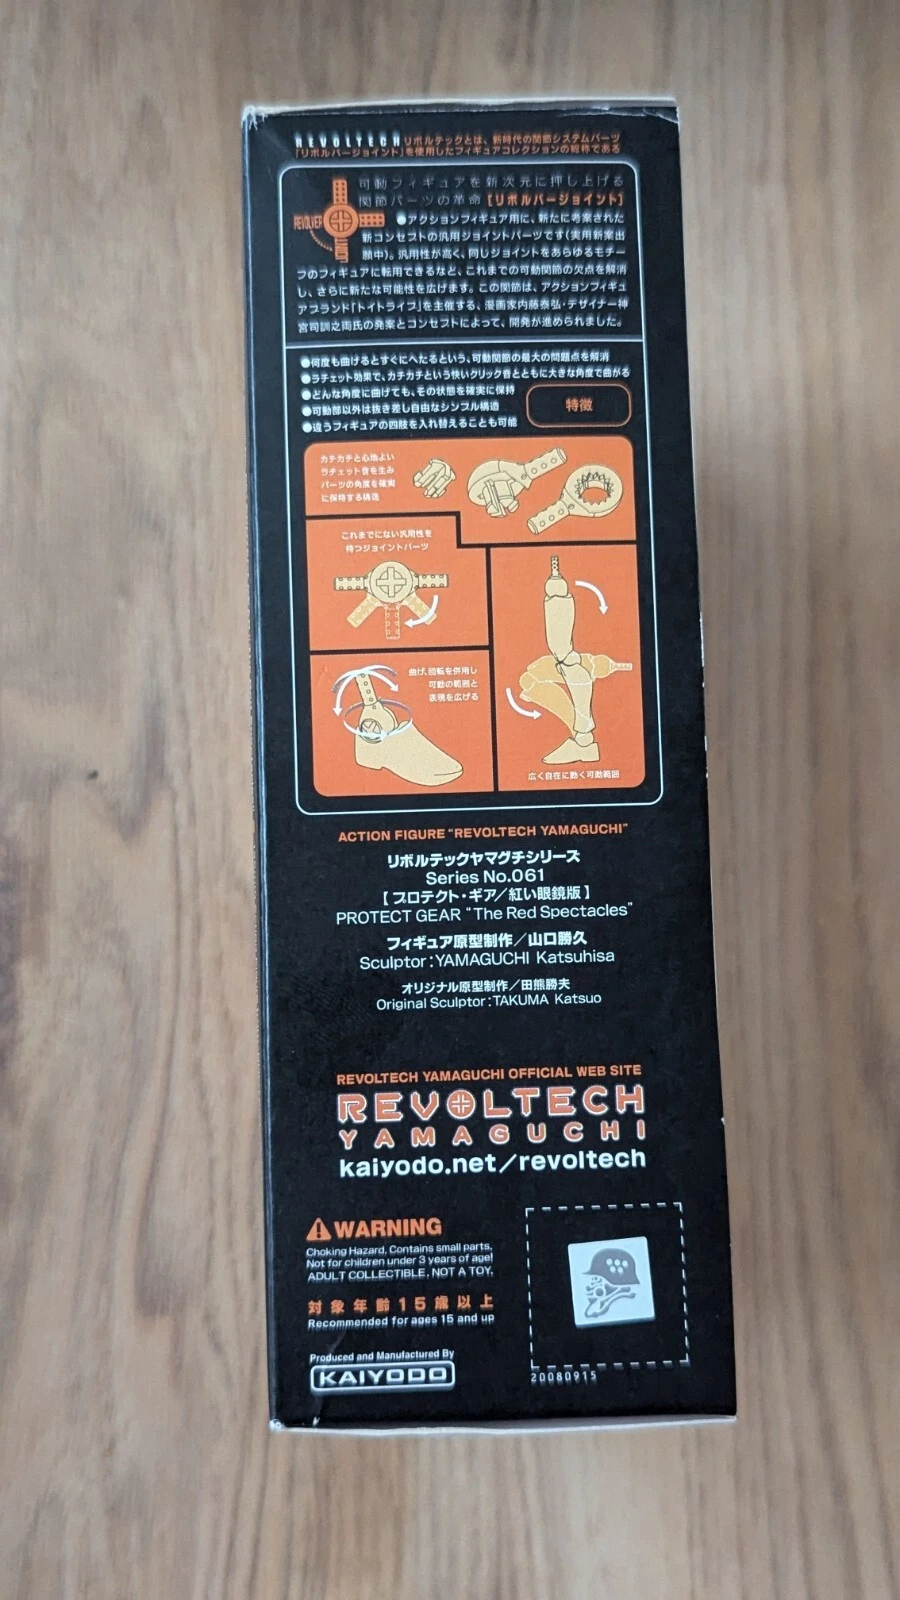 REVOLTECH リボルテックとは、新時代の関節システムパーツ
「リボルバージョイント」を使用したフィギュアコレクションの総称である
可動フィギュアを新次元に押し上げる
関節パーツの革命【リボルバージョイント】
REVOLVER
JOINT
●アクションフィギュア用に、新たに考案された
新コンセプトの汎用ジョイントパーツです(実用新案出
願中)。汎用性が高く、同じジョイントをあらゆるモチー
フのフィギュアに転用できるなど、これまでの可動関節の欠点を解消
し、さらに新たな可能性を広げます。この関節は、アクションフィギュ
アブランド「トイトライブ」を主催する、漫画家内藤泰弘・デザイナー神
宮司訓之両氏の発案とコンセプトによって、開発が進められました。
●何度も曲げるとすぐにへたるという、可動関節の最大の問題点を解消
●ラチェット効果で、カチカチという快いクリック音とともに大きな角度で曲がる
●どんな角度に曲げても、その状態を確実に保持
●可動部以外は抜き差し自由なシンプル構造
●違うフィギュアの四肢を入れ替えることも可能
特徴
カチカチと心地よい
ラチェット音を生み
パーツの角度を確実
に保持する構造
これまでにない汎用性を
持つジョイントパーツ
曲げ、回転を併用し
可動の範囲と
表現を広げる
広く自在に動く可動範囲
ACTION FIGURE "REVOLTECH YAMAGUCHI"
リボルテックヤマグチシリーズ
Series No.061
【プロテクト・ギア/紅い眼鏡版】
PROTECT GEAR "The Red Spectacles"
フィギュア原型制作/山口勝久
Sculptor:YAMAGUCHI Katsuhisa
オリジナル原型制作/田熊勝夫
Original Sculptor:TAKUMA Katsuo
REVOLTECH YAMAGUCHI OFFICIAL WEB SITE
REVOLTECH
YAMAGUCHI
kaiyodo.net/revoltech
WARNING
Choking Hazard, Contains small parts.
Not for children under 3 years of age!
ADULT COLLECTIBLE. NOT A TOY.
対象年齢15歳以上
Recommended for ages 15 and up
Produced and Manufactured By
KAIYODO
20080915